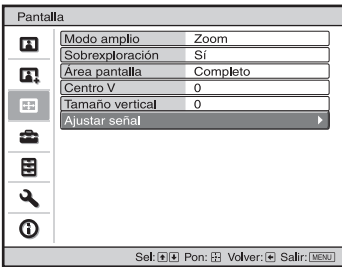 Pantalla
Modo amplio Zoom
Sobrexploración Sí
Área pantalla Completo
Centro V 0
Tamaño vertical 0
Ajustar señal
Sel: Pon: Volver: Salir: MENU